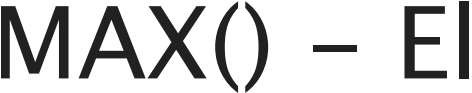 MAX() – El